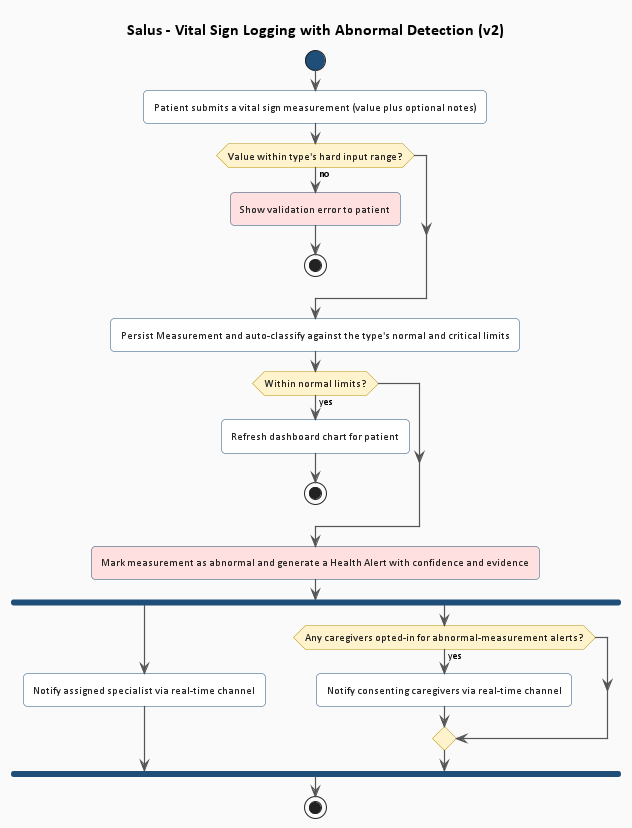 Salus - Vital Sign Logging with Abnormal Detection (v2)
Patient submits a vital sign measurement (value plus optional notes)
Value within type's hard input range?
no
Show validation error to patient
Persist Measurement and auto-classify against the type's normal and critical limits
Within normal limits?
yes
Refresh dashboard chart for patient
Mark measurement as abnormal and generate a Health Alert with confidence and evidence
Any caregivers opted-in for abnormal-measurement alerts?
yes
Notify assigned specialist via real-time channel
Notify consenting caregivers via real-time channel